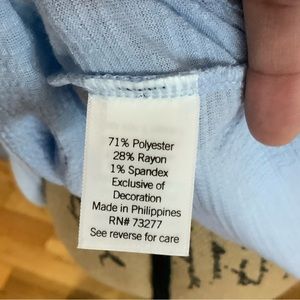 71% Polyester
28% Rayon
1% Spandex
Exclusive of
Decoration
Made in Philippines
RN# 73277
See reverse for care